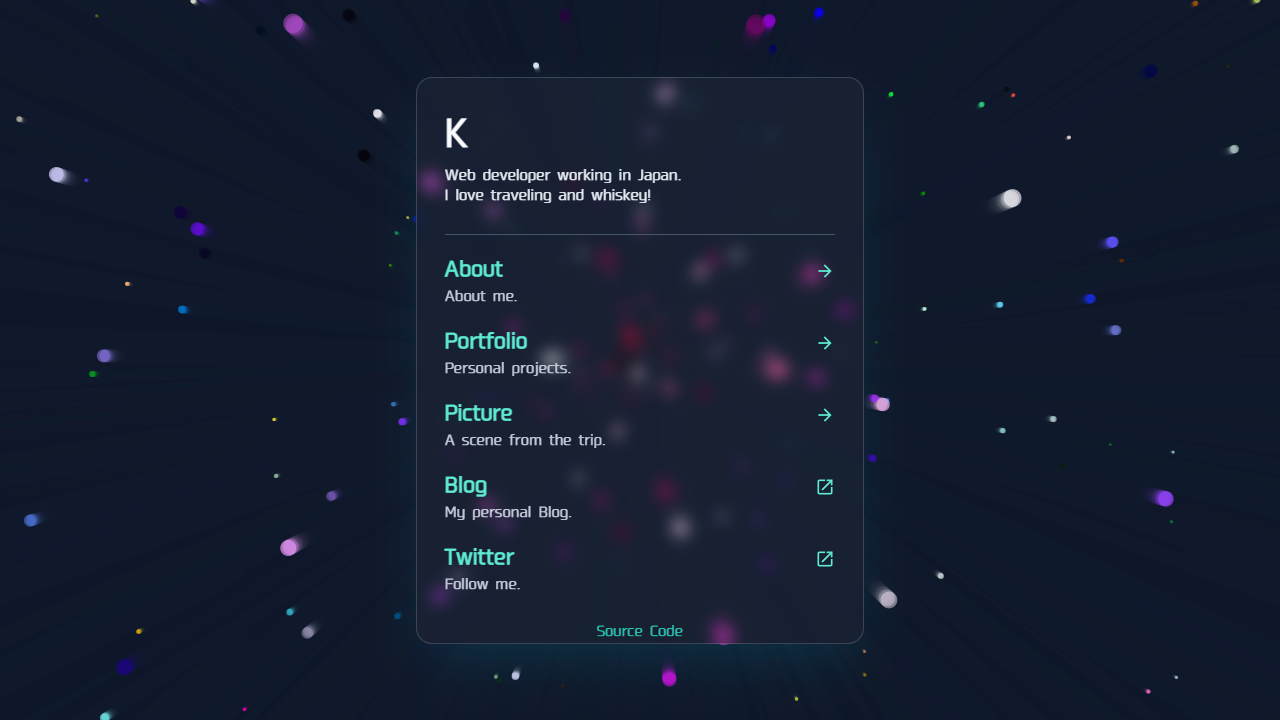 K
Web developer working in Japan.
I love traveling and whiskey!
About
About me.
Portfolio
Personal projects.
Picture
A scene from the trip.
Blog
My personal Blog.
Twitter
Follow me.
Source Code